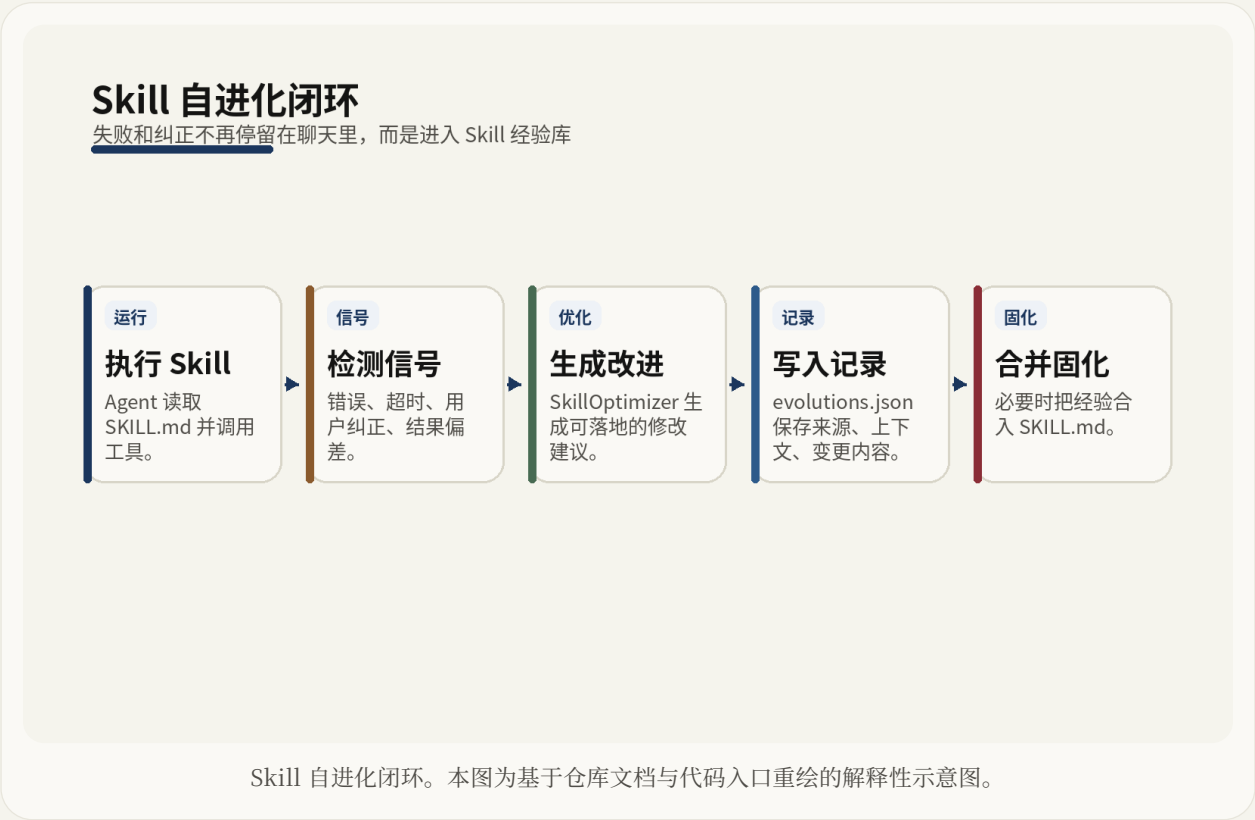 Skill 自进化闭环
失败和纠正不再停留在聊天里，而是进入 Skill 经验库
运行
执行 Skill
Agent 读取
SKILL.md 并调用
工具。
信号
检测信号
错误、超时、用
户纠正、结果偏
差。
优化
生成改进
SkillOptimizer 生
成可落地的修改
建议。
记录
写入记录
evolutions.json
保存来源、上下
文、变更内容。
固化
合并固化
必要时把经验合
入 SKILL.md。
Skill 自进化闭环。本图为基于仓库文档与代码入口重绘的解释性示意图。